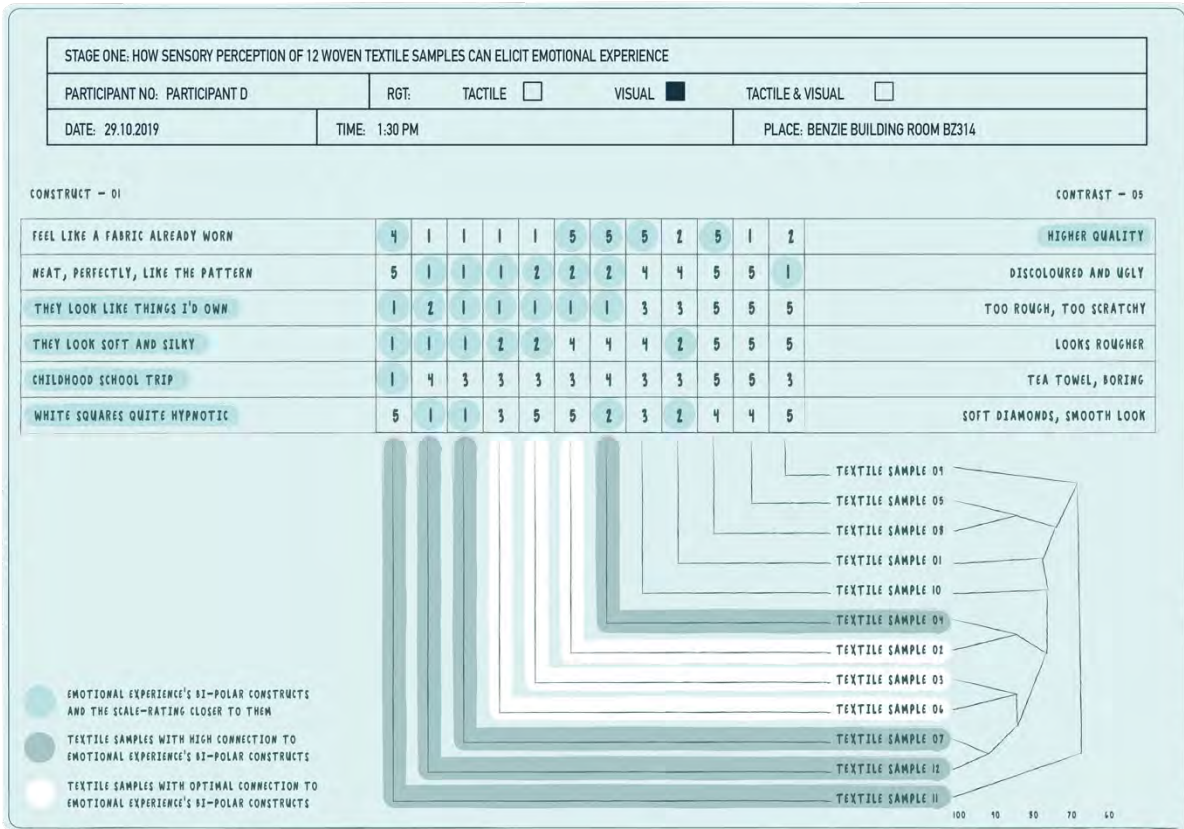 STAGE ONE: HOW SENSORY PERCEPTION OF 12 WOVEN TEXTILE SAMPLES CAN ELICIT EMOTIONAL EXPERIENCE
PARTICIPANT NO: PARTICIPANT D RGT: TACTILE VISUAL TACTILE & VISUAL
DATE: 29.10.2019 TIME: 1:30 PM PLACE: BENZIE BUILDING ROOM BZ314
CONSTRUCT - 01 CONTRAST - 05
FEEL LIKE A FABRIC ALREADY WORN 4 1 1 1 1 5 5 5 2 5 1 2 HIGHER QUALITY
NEAT, PERFECTLY, LIKE THE PATTERN 5 1 1 1 2 2 2 4 4 5 5 1 DISCOLOURED AND UGLY
THEY LOOK LIKE THINGS I'D OWN 1 2 1 1 1 1 1 3 3 5 5 5 TOO ROUGH, TOO SCRATCHY
THEY LOOK SOFT AND SILKY 1 1 1 2 2 4 4 4 2 5 5 5 LOOKS ROUGHER
CHILDHOOD SCHOOL TRIP 1 4 3 3 3 3 4 3 3 5 5 3 TEA TOWEL, BORING
WHITE SQUARES QUITE HYPNOTIC 5 1 1 3 5 5 2 3 2 4 4 5 SOFT DIAMONDS, SMOOTH LOOK
TEXTILE SAMPLE 09
TEXTILE SAMPLE 05
TEXTILE SAMPLE 08
TEXTILE SAMPLE 01
TEXTILE SAMPLE 10
TEXTILE SAMPLE 04
TEXTILE SAMPLE 02
TEXTILE SAMPLE 03
TEXTILE SAMPLE 06
TEXTILE SAMPLE 07
TEXTILE SAMPLE 12
TEXTILE SAMPLE 11
100 90 80 70 60
EMOTIONAL EXPERIENCE'S BI-POLAR CONSTRUCTS
AND THE SCALE-RATING CLOSER TO THEM
TEXTILE SAMPLES WITH HIGH CONNECTION TO
EMOTIONAL EXPERIENCE'S BI-POLAR CONSTRUCTS
TEXTILE SAMPLES WITH OPTIMAL CONNECTION TO
EMOTIONAL EXPERIENCE'S BI-POLAR CONSTRUCTS